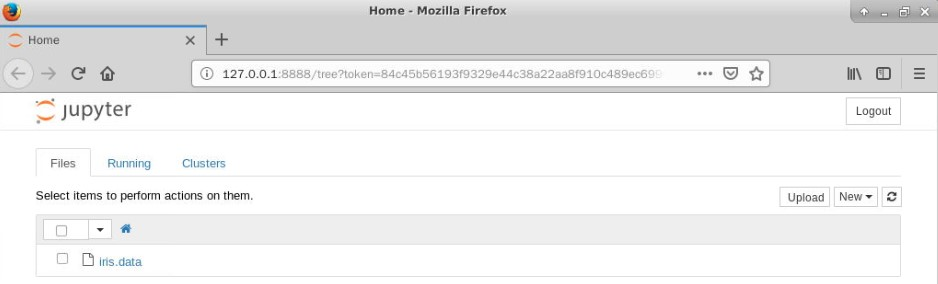 Home - Mozilla Firefox
Home
127.0.0.1:8888/tree?token=84c45b56193f9329e44c38a22aa8f910c489ec699
jupyter
Logout
Files Running Clusters
Select items to perform actions on them.
Upload New
iris.data